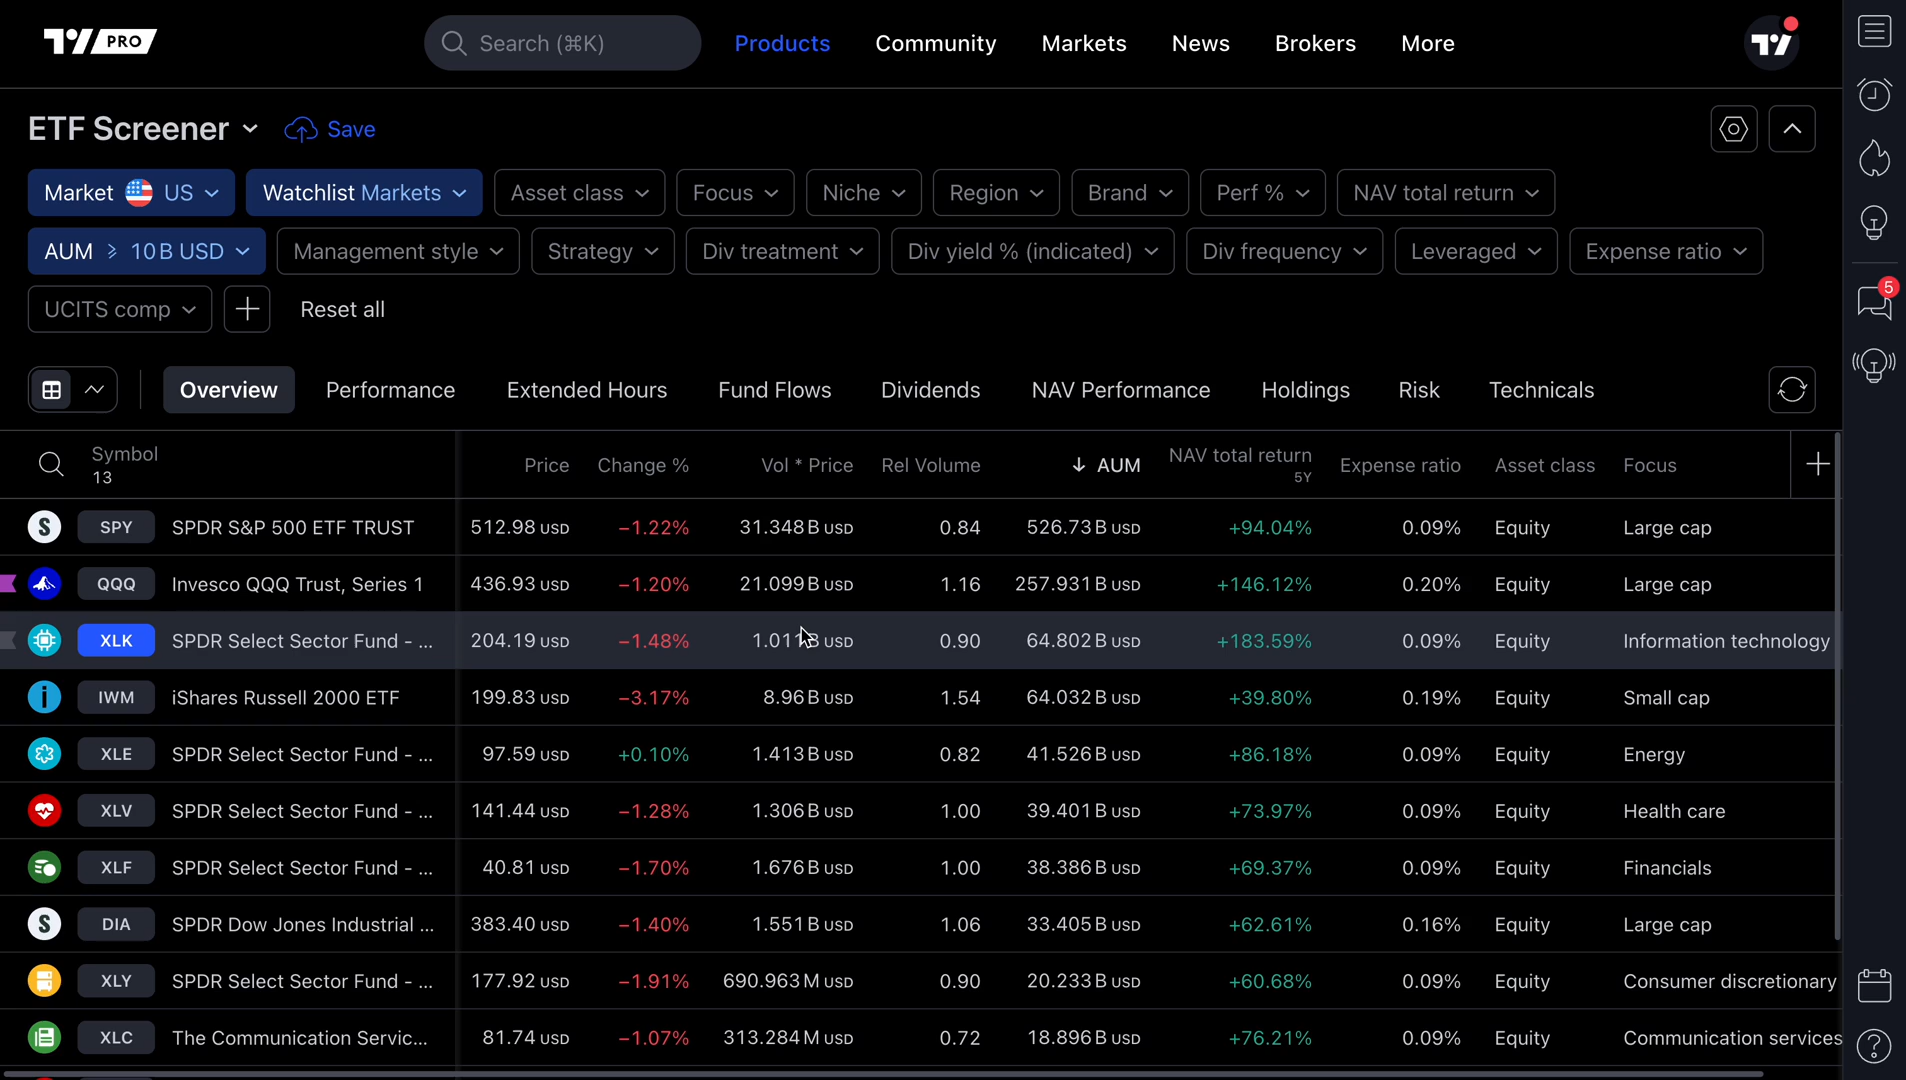 PRO Search (⌘K) Products Community Markets News Brokers More
ETF Screener Save
Market US Watchlist Markets Asset class Focus Niche Region Brand Perf % NAV total return
AUM ≥ 10 B USD Management style Strategy Div treatment Div yield % (indicated) Div frequency Leveraged Expense ratio
5
UCITS comp Reset all
Overview Performance Extended Hours Fund Flows Dividends NAV Performance Holdings Risk Technicals
Symbol 13 Price Change % Vol * Price Rel Volume ↓ AUM NAV total return 5Y Expense ratio Asset class Focus
S SPY SPDR S&P 500 ETF TRUST 512.98 USD −1.22% 31.348 B USD 0.84 526.73 B USD +94.04% 0.09% Equity Large cap
QQQ Invesco QQQ Trust, Series 1 436.93 USD −1.20% 21.099 B USD 1.16 257.931 B USD +146.12% 0.20% Equity Large cap
XLK SPDR Select Sector Fund - ... 204.19 USD −1.48% 1.011 B USD 0.90 64.802 B USD +183.59% 0.09% Equity Information technology
i IWM iShares Russell 2000 ETF 199.83 USD −3.17% 8.96 B USD 1.54 64.032 B USD +39.80% 0.19% Equity Small cap
XLE SPDR Select Sector Fund - ... 97.59 USD +0.10% 1.413 B USD 0.82 41.526 B USD +86.18% 0.09% Equity Energy
XLV SPDR Select Sector Fund - ... 141.44 USD −1.28% 1.306 B USD 1.00 39.401 B USD +73.97% 0.09% Equity Health care
XLF SPDR Select Sector Fund - ... 40.81 USD −1.70% 1.676 B USD 1.00 38.386 B USD +69.37% 0.09% Equity Financials
S DIA SPDR Dow Jones Industrial ... 383.40 USD −1.40% 1.551 B USD 1.06 33.405 B USD +62.61% 0.16% Equity Large cap
XLY SPDR Select Sector Fund - ... 177.92 USD −1.91% 690.963 M USD 0.90 20.233 B USD +60.68% 0.09% Equity Consumer discretionary
XLC The Communication Servic... 81.74 USD −1.07% 313.284 M USD 0.72 18.896 B USD +76.21% 0.09% Equity Communication services